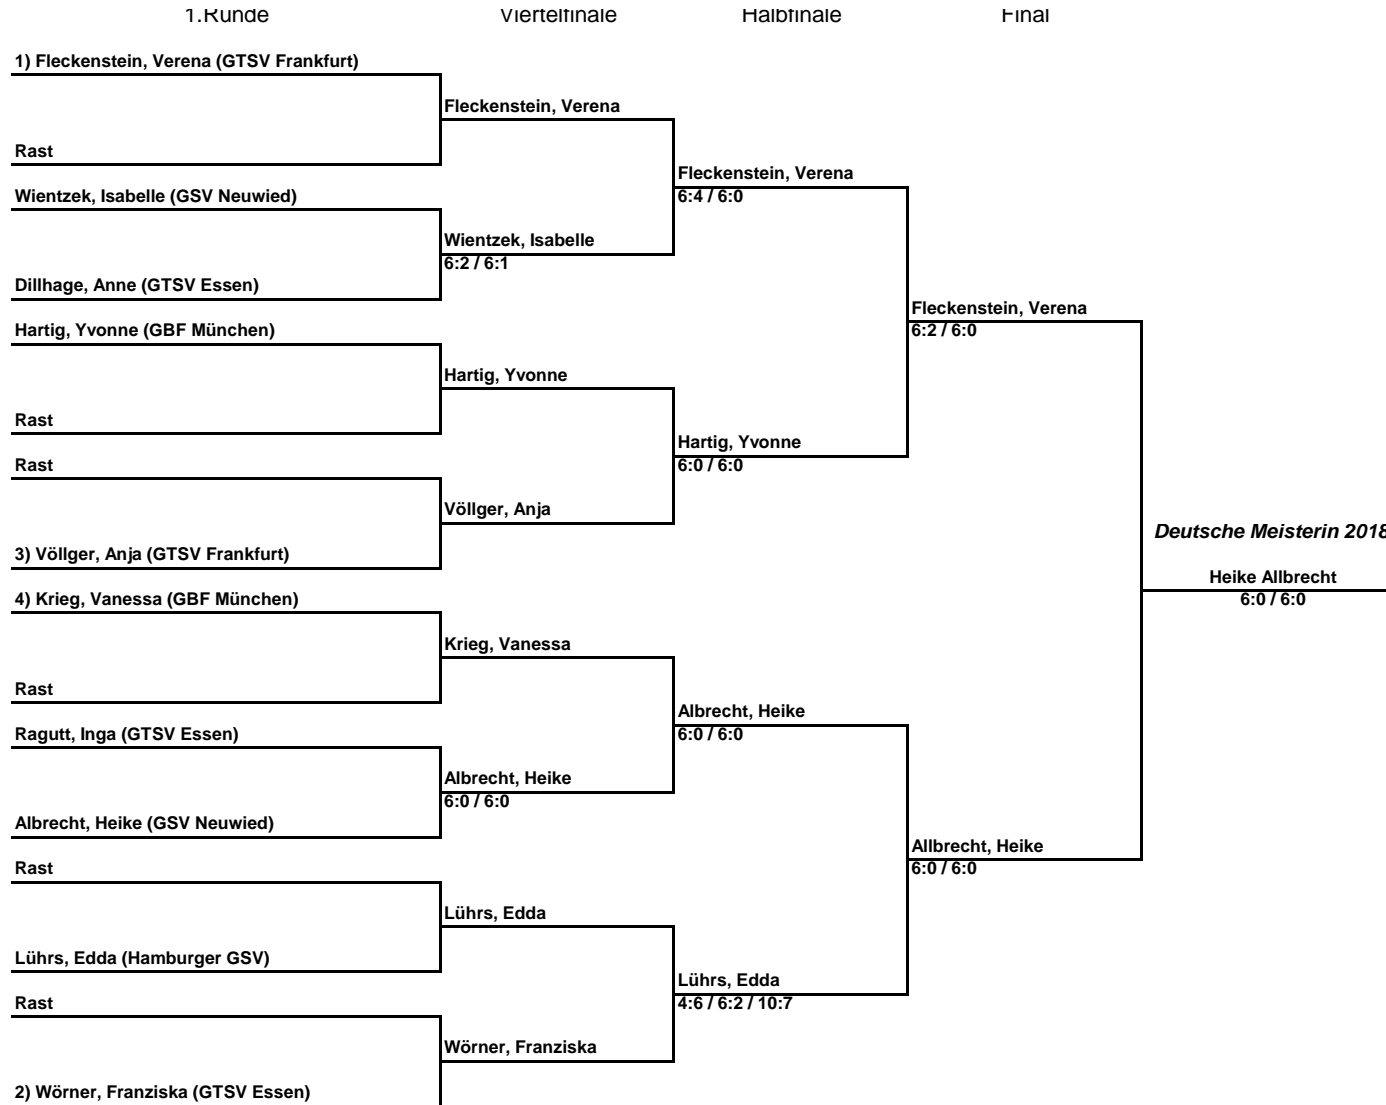 1.Runde Viertelfinale Halbfinale Final
1) Fleckenstein, Verena (GTSV Frankfurt)
Fleckenstein, Verena
Rast
Fleckenstein, Verena
6:4 / 6:0
Wientzek, Isabelle (GSV Neuwied)
Wientzek, Isabelle
6:2 / 6:1
Dillhage, Anne (GTSV Essen)
Fleckenstein, Verena
6:2 / 6:0
Hartig, Yvonne (GBF München)
Hartig, Yvonne
Rast
Hartig, Yvonne
6:0 / 6:0
Rast
Völlger, Anja
Deutsche Meisterin 2018
3) Völlger, Anja (GTSV Frankfurt)
Heike Allbrecht
6:0 / 6:0
4) Krieg, Vanessa (GBF München)
Krieg, Vanessa
Rast
Albrecht, Heike
6:0 / 6:0
Ragutt, Inga (GTSV Essen)
Albrecht, Heike
6:0 / 6:0
Albrecht, Heike (GSV Neuwied)
Allbrecht, Heike
6:0 / 6:0
Rast
Lührs, Edda
Lührs, Edda (Hamburger GSV)
Lührs, Edda
4:6 / 6:2 / 10:7
Rast
Wörner, Franziska
2) Wörner, Franziska (GTSV Essen)